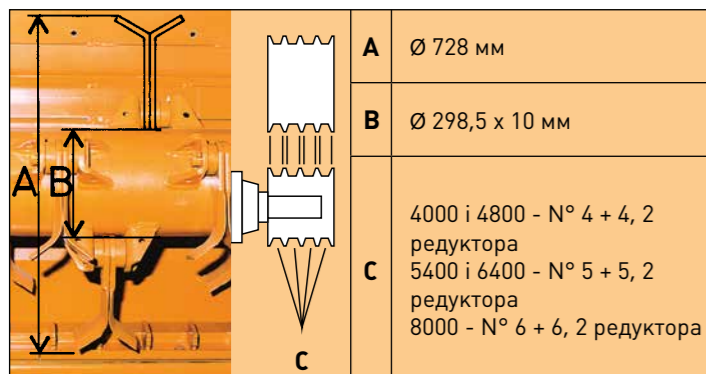 A
B
C
A
Ø 728 мм
B
Ø 298,5 x 10 мм
C
4000 i 4800 - N° 4 + 4, 2
редуктора
5400 i 6400 - N° 5 + 5, 2
редуктора
8000 - N° 6 + 6, 2 редуктора